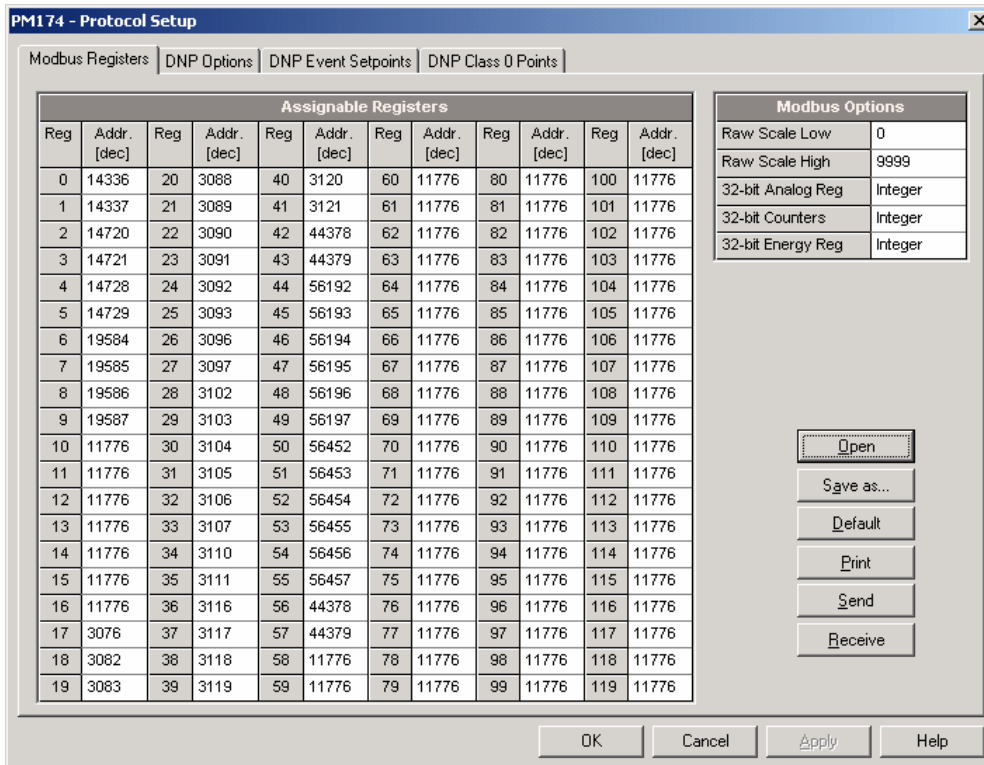 PM174 - Protocol Setup
Modbus Registers DNP Options DNP Event Setpoints DNP Class 0 Points
Assignable Registers
Reg Addr. [dec] Reg Addr. [dec] Reg Addr. [dec] Reg Addr. [dec] Reg Addr. [dec] Reg Addr. [dec]
0 14336 20 3088 40 3120 60 11776 80 11776 100 11776
1 14337 21 3089 41 3121 61 11776 81 11776 101 11776
2 14720 22 3090 42 44378 62 11776 82 11776 102 11776
3 14721 23 3091 43 44379 63 11776 83 11776 103 11776
4 14728 24 3092 44 56192 64 11776 84 11776 104 11776
5 14729 25 3093 45 56193 65 11776 85 11776 105 11776
6 19584 26 3096 46 56194 66 11776 86 11776 106 11776
7 19585 27 3097 47 56195 67 11776 87 11776 107 11776
8 19586 28 3102 48 56196 68 11776 88 11776 108 11776
9 19587 29 3103 49 56197 69 11776 89 11776 109 11776
10 11776 30 3104 50 56452 70 11776 90 11776 110 11776
11 11776 31 3105 51 56453 71 11776 91 11776 111 11776
12 11776 32 3106 52 56454 72 11776 92 11776 112 11776
13 11776 33 3107 53 56455 73 11776 93 11776 113 11776
14 11776 34 3110 54 56456 74 11776 94 11776 114 11776
15 11776 35 3111 55 56457 75 11776 95 11776 115 11776
16 11776 36 3116 56 44378 76 11776 96 11776 116 11776
17 3076 37 3117 57 44379 77 11776 97 11776 117 11776
18 3082 38 3118 58 11776 78 11776 98 11776 118 11776
19 3083 39 3119 59 11776 79 11776 99 11776 119 11776
Modbus Options
Raw Scale Low 0
Raw Scale High 9999
32-bit Analog Reg Integer
32-bit Counters Integer
32-bit Energy Reg Integer
Open
Save as...
Default
Print
Send
Receive
OK Cancel Apply Help